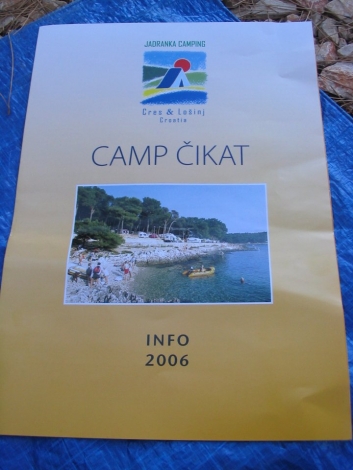 JADRANKA CAMPING
Cres & Lošinj
Croatia
CAMP ČIKAT
INFO
2006